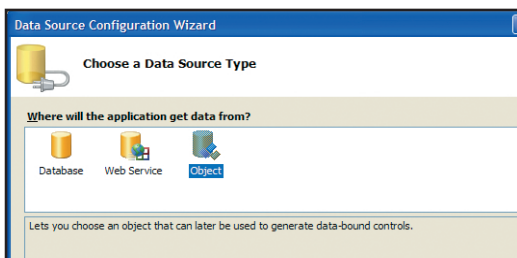 Data Source Configuration Wizard
Choose a Data Source Type
Where will the application get data from?
Database Web Service Object
Lets you choose an object that can later be used to generate data-bound controls.